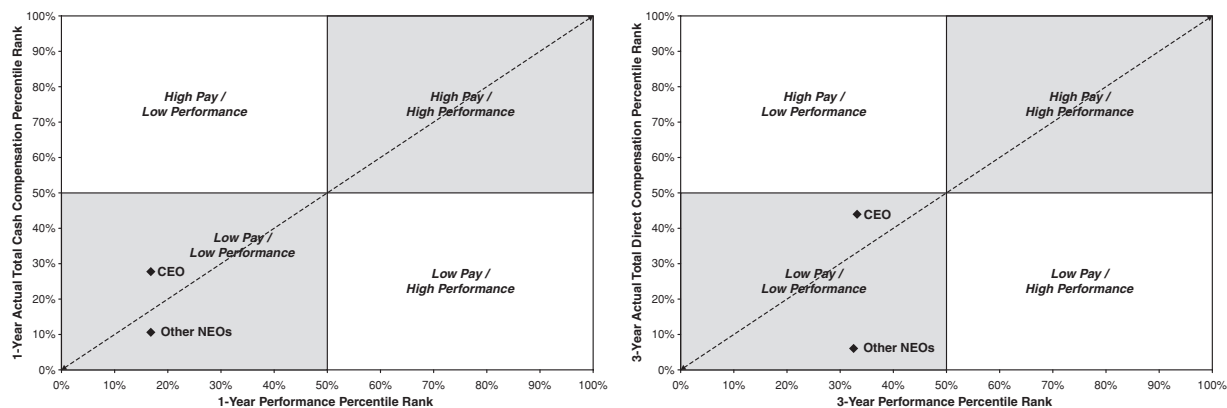 1-Year Actual Total Cash Compensation Percentile Rank
100%
90%
80%
70%
60%
50%
40%
30%
20%
10%
0%
High Pay /
Low Performance
High Pay /
High Performance
Low Pay /
Low Performance
CEO
Other NEOs
Low Pay /
High Performance
0% 10% 20% 30% 40% 50% 60% 70% 80% 90% 100%
1-Year Performance Percentile Rank
3-Year Actual Total Direct Compensation Percentile Rank
100%
90%
80%
70%
60%
50%
40%
30%
20%
10%
0%
High Pay /
Low Performance
High Pay /
High Performance
CEO
Low Pay /
Low Performance
Low Pay /
High Performance
Other NEOs
0% 10% 20% 30% 40% 50% 60% 70% 80% 90% 100%
3-Year Performance Percentile Rank